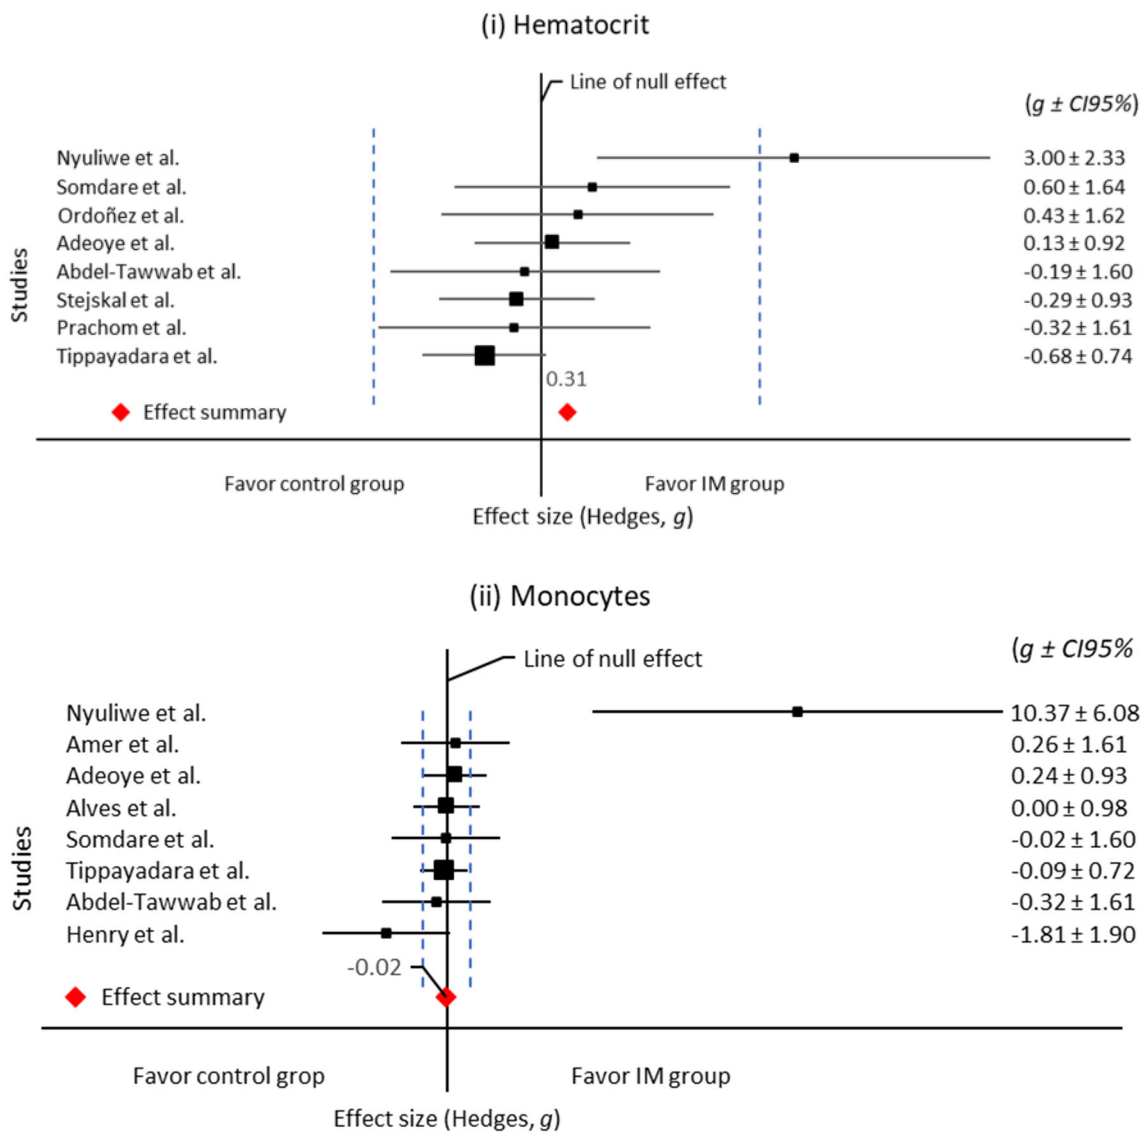 (i) Hematocrit
Line of null effect
(g ± CI95%)
Nyuliwe et al. 3.00 ± 2.33
Somdare et al. 0.60 ± 1.64
Ordoñez et al. 0.43 ± 1.62
Adeoye et al. 0.13 ± 0.92
Abdel-Tawwab et al. -0.19 ± 1.60
Stejskal et al. -0.29 ± 0.93
Prachom et al. -0.32 ± 1.61
Tippayadara et al. -0.68 ± 0.74
Studies
0.31
Effect summary
Favor control group Favor IM group
Effect size (Hedges, g)
(ii) Monocytes
Line of null effect
(g ± CI95%
Nyuliwe et al. 10.37 ± 6.08
Amer et al. 0.26 ± 1.61
Adeoye et al. 0.24 ± 0.93
Alves et al. 0.00 ± 0.98
Somdare et al. -0.02 ± 1.60
Tippayadara et al. -0.09 ± 0.72
Abdel-Tawwab et al. -0.32 ± 1.61
Henry et al. -1.81 ± 1.90
Studies
-0.02
Effect summary
Favor control grop Favor IM group
Effect size (Hedges, g)